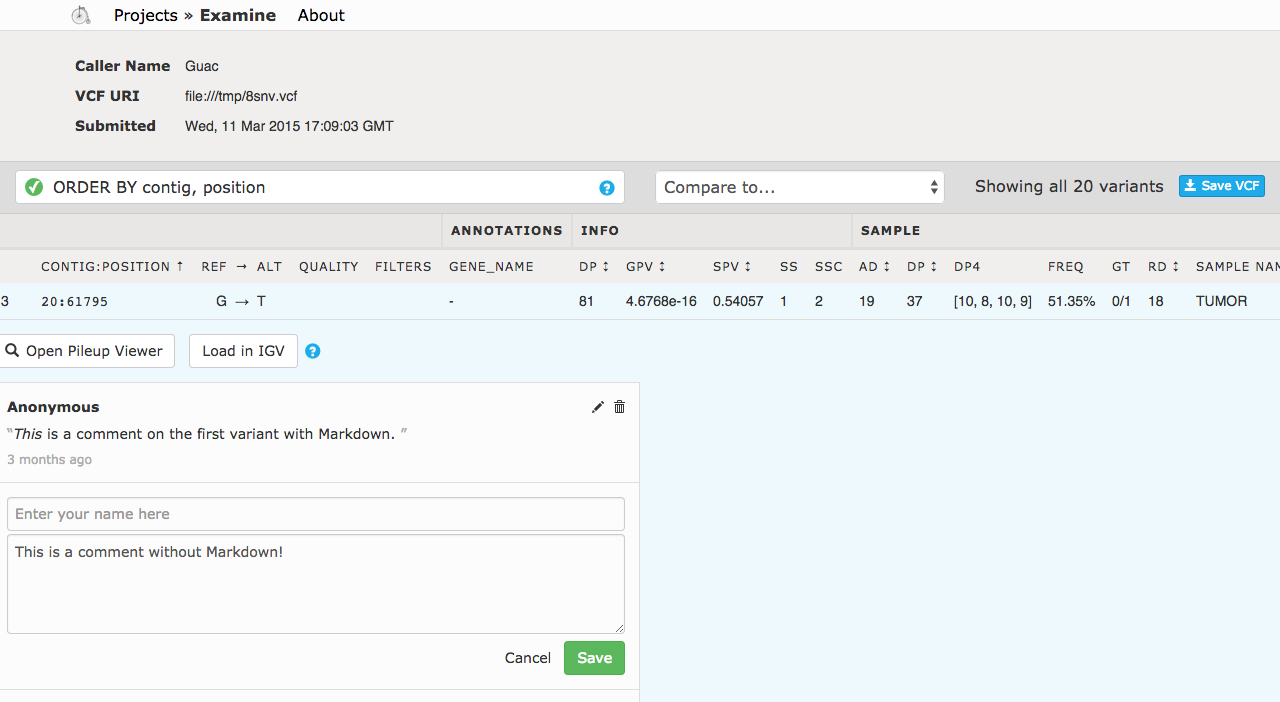 Projects » Examine About
Caller Name Guac
VCF URI file:///tmp/8snv.vcf
Submitted Wed, 11 Mar 2015 17:09:03 GMT
ORDER BY contig, position ? Compare to... Showing all 20 variants Save VCF
ANNOTATIONS INFO SAMPLE
CONTIG:POSITION ↑ REF → ALT QUALITY FILTERS GENE_NAME DP ↕ GPV ↕ SPV ↕ SS SSC AD ↕ DP ↕ DP4 FREQ GT RD ↕ SAMPLE NAM
3 20:61795 G → T - 81 4.6768e-16 0.54057 1 2 19 37 [10, 8, 10, 9] 51.35% 0/1 18 TUMOR
Open Pileup Viewer Load in IGV ?
Anonymous
“This is a comment on the first variant with Markdown. ”
3 months ago
Enter your name here
This is a comment without Markdown!
Cancel Save